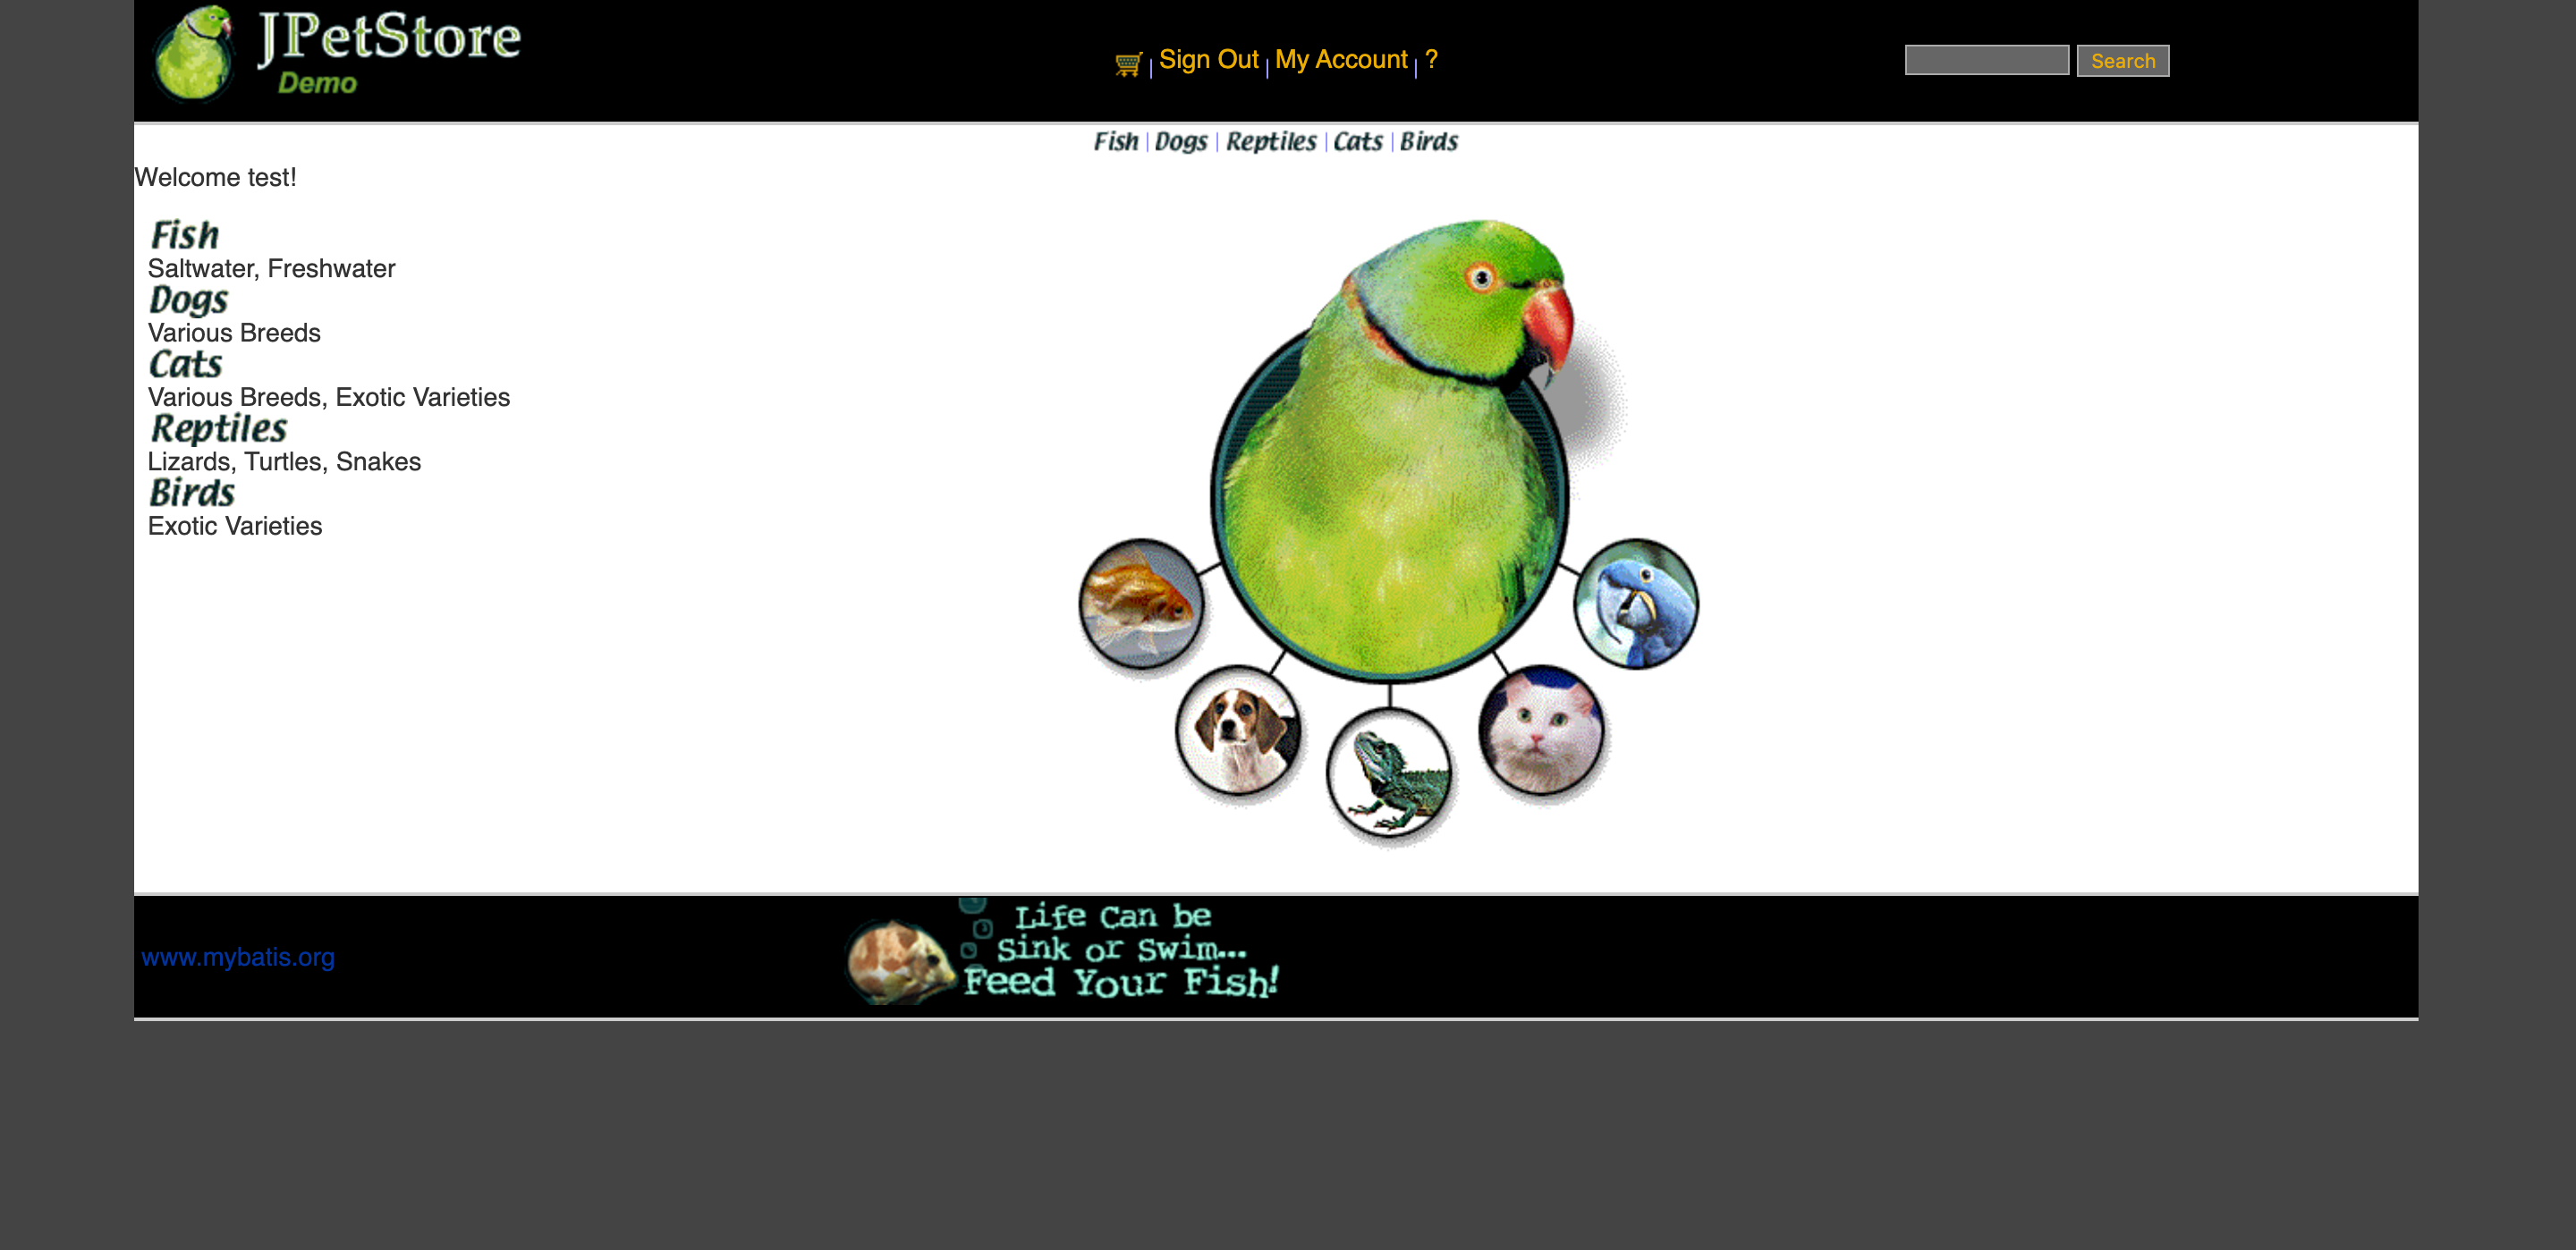 JPetStore
Demo
| Sign Out | My Account | ?
Search
Fish | Dogs | Reptiles | Cats | Birds
Welcome test!
Fish
Saltwater, Freshwater
Dogs
Various Breeds
Cats
Various Breeds, Exotic Varieties
Reptiles
Lizards, Turtles, Snakes
Birds
Exotic Varieties
www.mybatis.org
Life Can be
Sink or Swim...
Feed Your Fish!